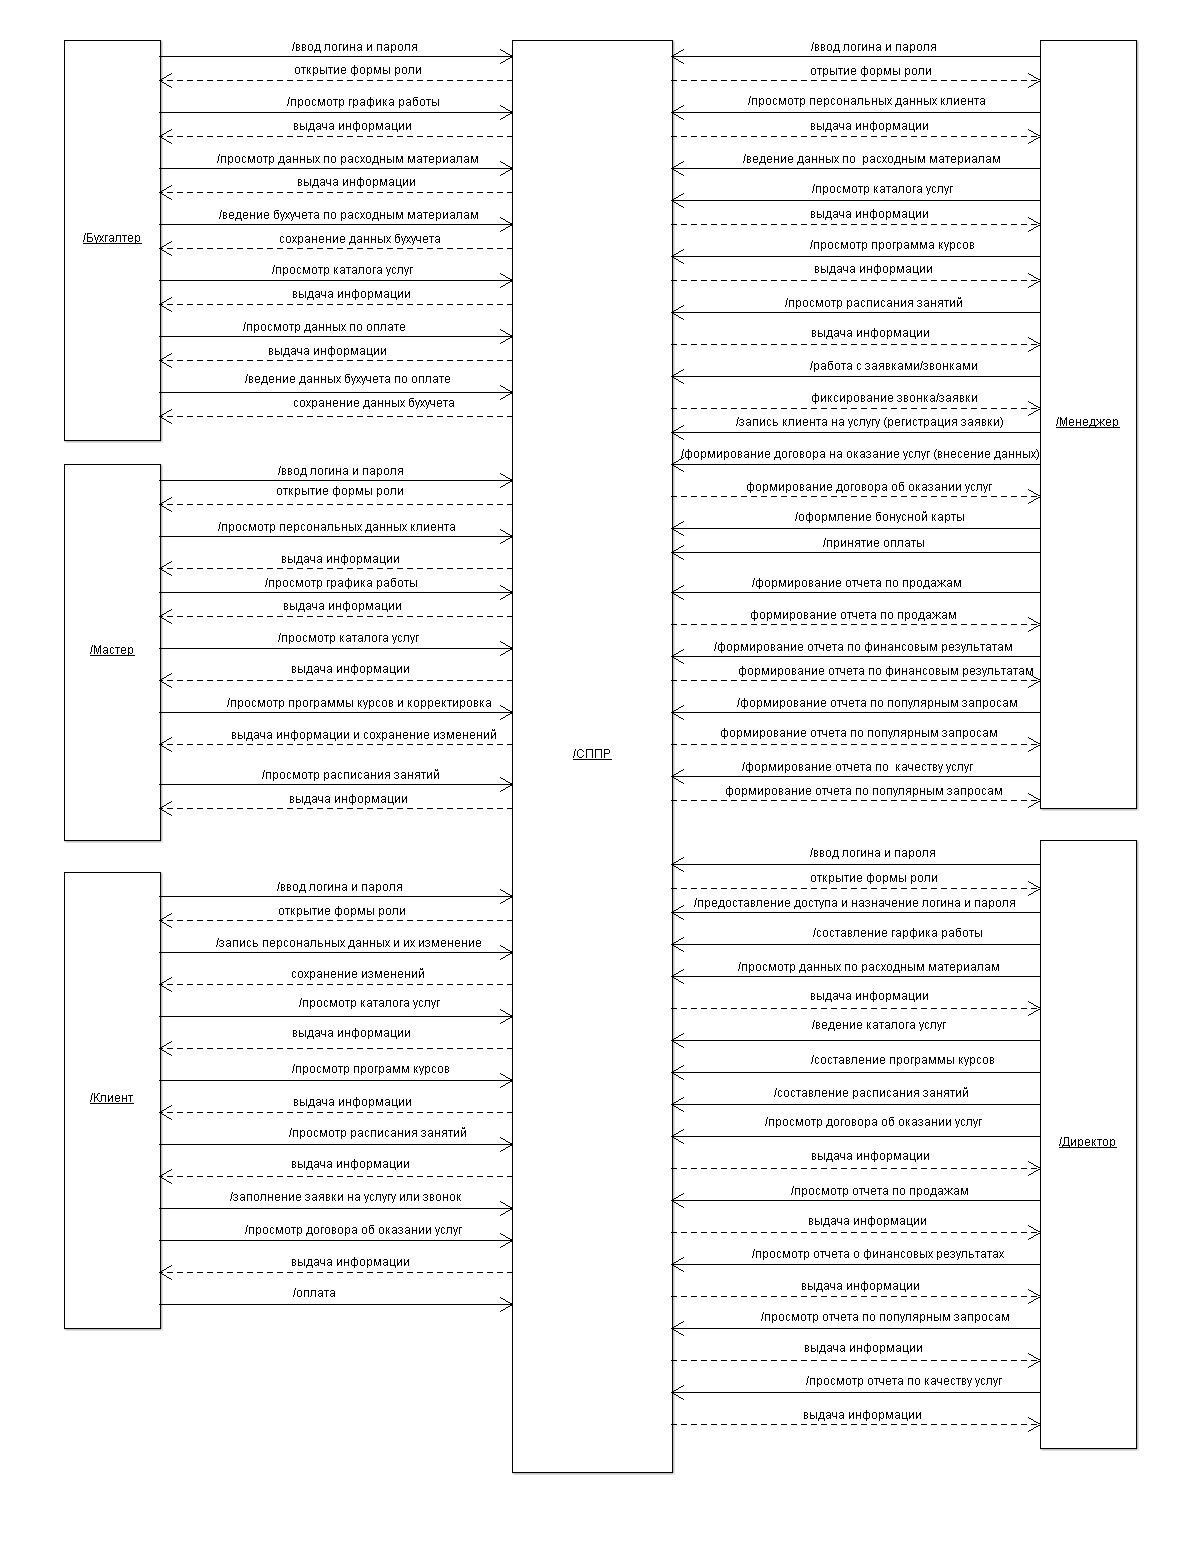 /Бухгалтер
/ввод логина и пароля
открытие формы роли
/просмотр графика работы
выдача информации
/просмотр данных по расходным материалам
выдача информации
/ведение бухучета по расходным материалам
сохранение данных бухучета
/просмотр каталога услуг
выдача информации
/просмотр данных по оплате
выдача информации
/ведение данных бухучета по оплате
сохранение данных бухучета
/Мастер
/ввод логина и пароля
открытие формы роли
/просмотр персональных данных клиента
выдача информации
/просмотр графика работы
выдача информации
/просмотр каталога услуг
выдача информации
/просмотр программы курсов и корректировка
выдача информации и сохранение изменений
/просмотр расписания занятий
выдача информации
/Клиент
/ввод логина и пароля
открытие формы роли
/запись персональных данных и их изменение
сохранение изменений
/просмотр каталога услуг
выдача информации
/просмотр программ курсов
выдача информации
/просмотр расписания занятий
выдача информации
/заполнение заявки на услугу или звонок
/просмотр договора об оказании услуг
выдача информации
/оплата
/СППР
/ввод логина и пароля
отрытие формы роли
/просмотр персональных данных клиента
выдача информации
/ведение данных по расходным материалам
/просмотр каталога услуг
выдача информации
/просмотр программа курсов
выдача информации
/просмотр расписания занятий
выдача информации
/работа с заявками/звонками
фиксирование звонка/заявки
/запись клиента на услугу (регистрация заявки)
/формирование договора на оказание услуг (внесение данных)
формирование договора об оказании услуг
/оформление бонусной карты
/принятие оплаты
/формирование отчета по продажам
формирование отчета по продажам
/формирование отчета по финансовым результатам
формирование отчета по финансовым результатам
/формирование отчета по популярным запросам
формирование отчета по популярным запросам
/формирование отчета по качеству услуг
формирование отчета по популярным запросам
/Менеджер
/ввод логина и пароля
открытие формы роли
/предоставление доступа и назначение логина и пароля
/составление гарфика работы
/просмотр данных по расходным материалам
выдача информации
/ведение каталога услуг
/составление программы курсов
/составление расписания занятий
/просмотр договора об оказании услуг
выдача информации
/просмотр отчета по продажам
выдача информации
/просмотр отчета о финансовых результатах
выдача информации
/просмотр отчета по популярным запросам
выдача информации
/просмотр отчета по качеству услуг
выдача информации
/Директор